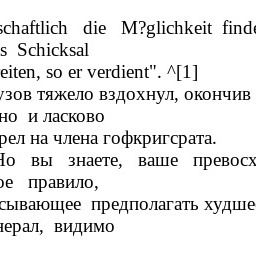 schaftlich die M?glichkeit finde
s Schicksal
eiten, so er verdient". ^[1]
узов тяжело вздохнул, окончив
но и ласково
рел на члена гофкригсрата.
Но вы знаете, ваше превосх
ое правило,
сывающее предполагать худше
нерал, видимо